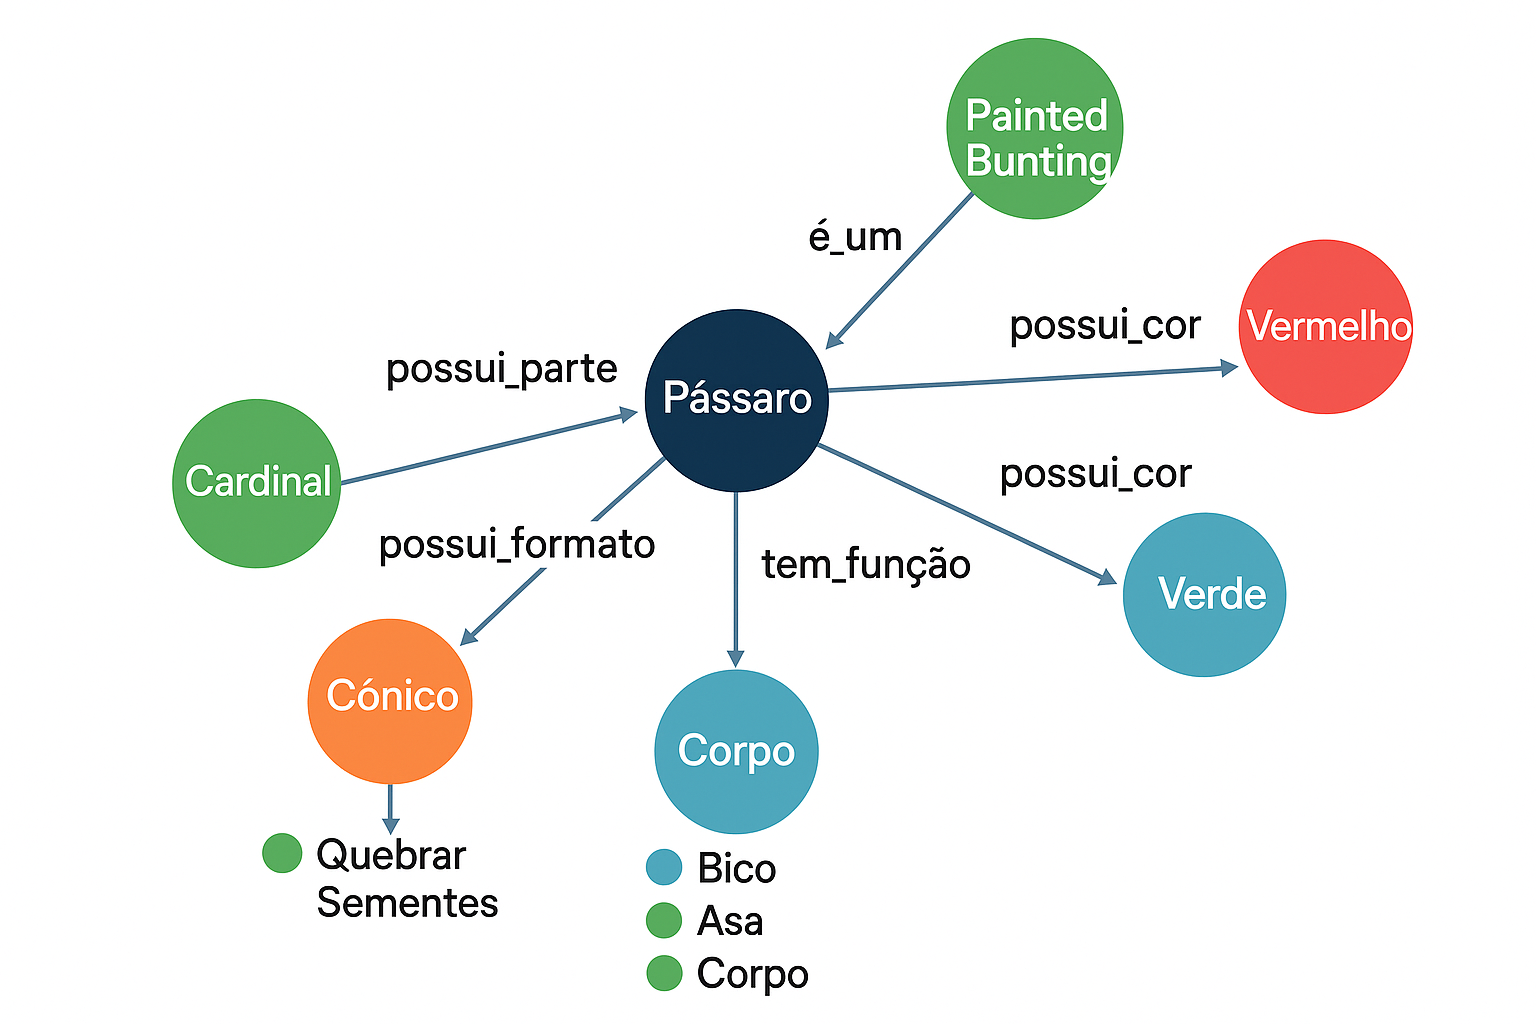 Painted
Bunting
é_um
possui_cor
Vermelho
possui_parte
Pássaro
Cardinal
possui_cor
possui_formato
tem_função
Verde
Cónico
Corpo
Quebrar
Sementes
Bico
Asa
Corpo